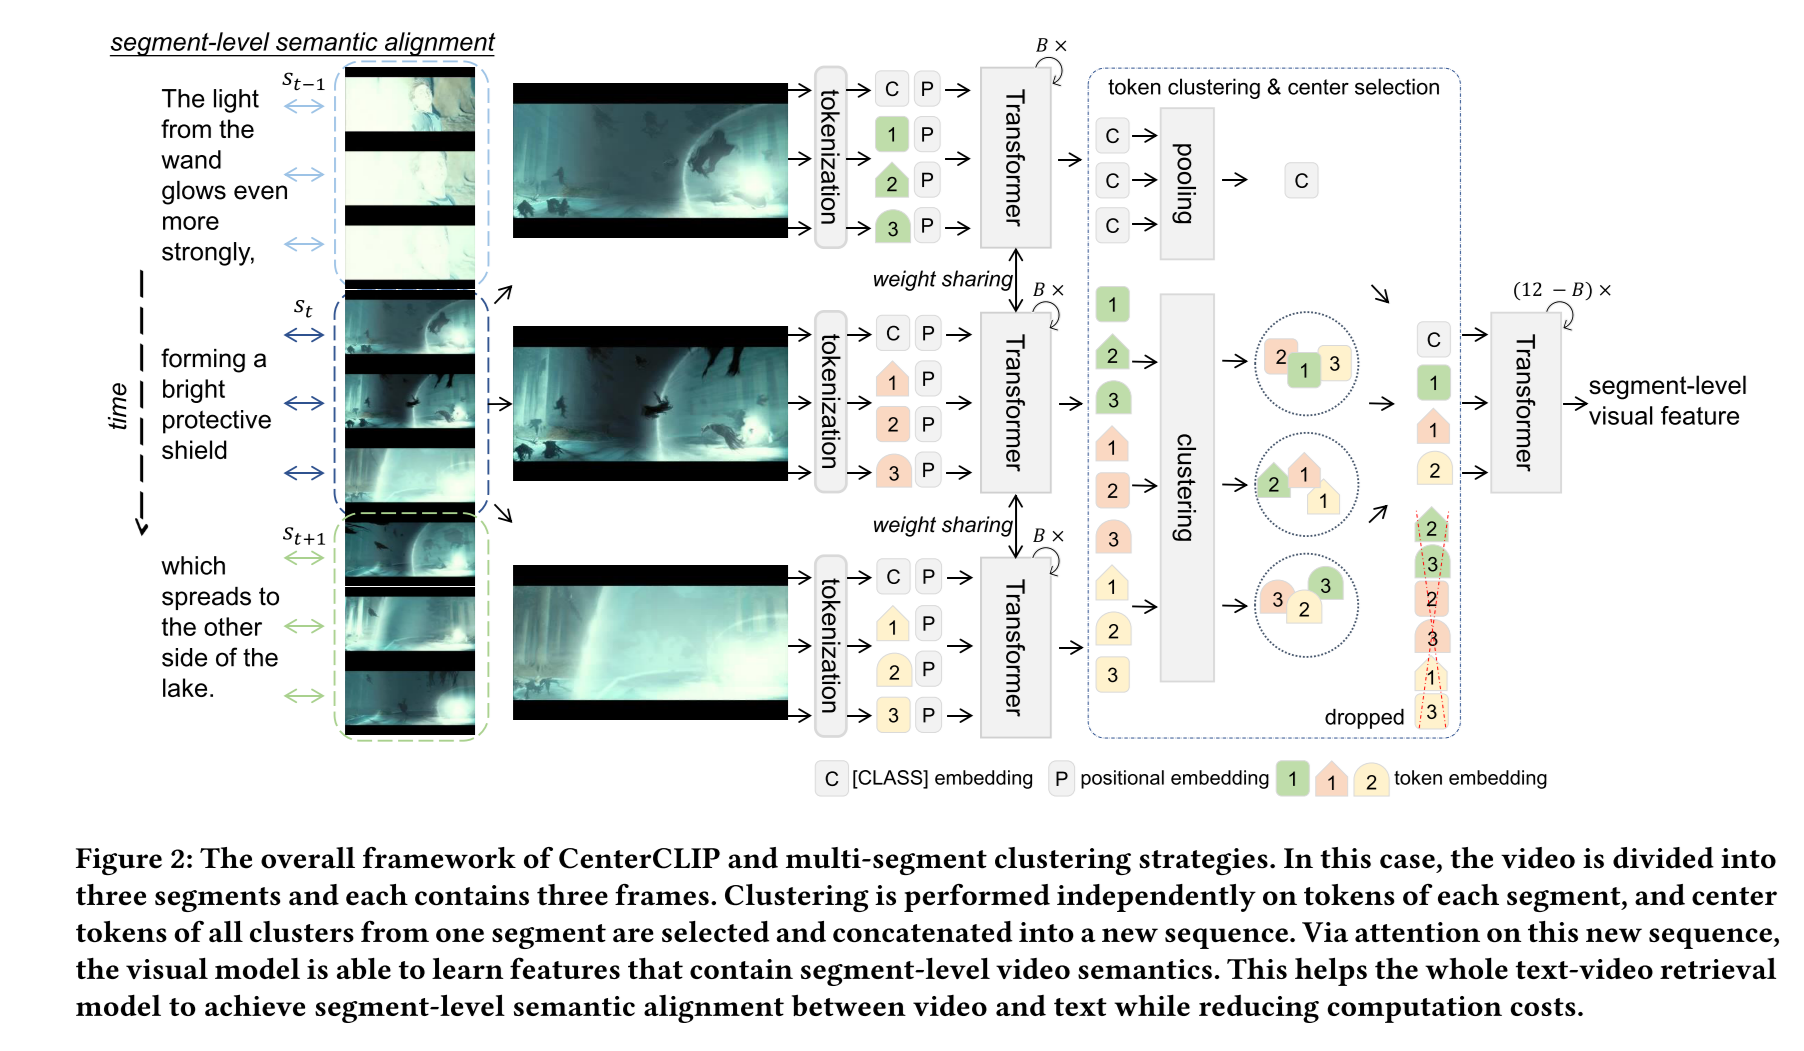 segment-level semantic alignment
s_{t−1}
The light
from the
wand
glows even
more
strongly,
time
s_t
forming a
bright
protective
shield
s_{t+1}
which
spreads to
the other
side of the
lake.
tokenization
C P
1 P
2 P
3 P
Transformer
B ×
weight sharing
tokenization
C P
1 P
2 P
3 P
Transformer
B ×
weight sharing
tokenization
C P
1 P
2 P
3 P
Transformer
B ×
token clustering & center selection
C
C
C
pooling
C
1
2
3
1
2
3
1
2
3
clustering
2 1 3
2 1 1
3 2 3
C
1
1
2
2
3
2
3
1
3
dropped
(12 − B) ×
Transformer
segment-level
visual feature
C [CLASS] embedding P positional embedding 1 1 2 token embedding
Figure 2: The overall framework of CenterCLIP and multi-segment clustering strategies. In this case, the video is divided into
three segments and each contains three frames. Clustering is performed independently on tokens of each segment, and center
tokens of all clusters from one segment are selected and concatenated into a new sequence. Via attention on this new sequence,
the visual model is able to learn features that contain segment-level video semantics. This helps the whole text-video retrieval
model to achieve segment-level semantic alignment between video and text while reducing computation costs.